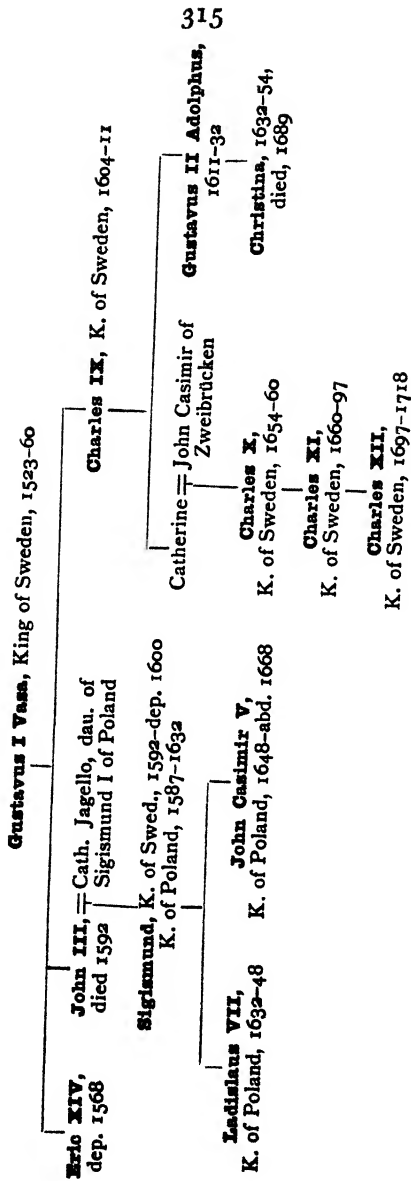 315
Gustavus I Vasa, King of Sweden, 1523-60
Eric XIV,
dep. 1568
John III,
died 1592
= Cath. Jagello, dau. of
Sigismund I of Poland
Charles IX, K. of Sweden, 1604-11
Sigismund, K. of Swed., 1592-dep. 1600
K. of Poland, 1587-1632
Catherine = John Casimir of
Zweibrücken
Gustavus II Adolphus,
1611-32
Ladislaus VII,
K. of Poland, 1632-48
John Casimir V,
K. of Poland, 1648-abd. 1668
Charles X,
K. of Sweden, 1654-60
Christina, 1632-54,
died, 1689
Charles XI,
K. of Sweden, 1660-97
Charles XII,
K. of Sweden, 1697-1718